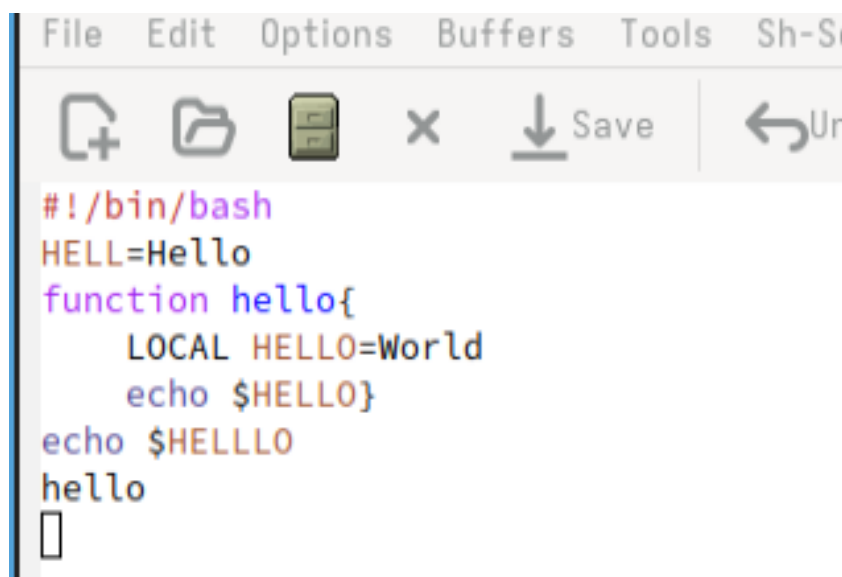 File Edit Options Buffers Tools Sh-S
Save Un
#!/bin/bash
HELL=Hello
function hello{
    LOCAL HELLO=World
    echo $HELLO}
echo $HELLLO
hello